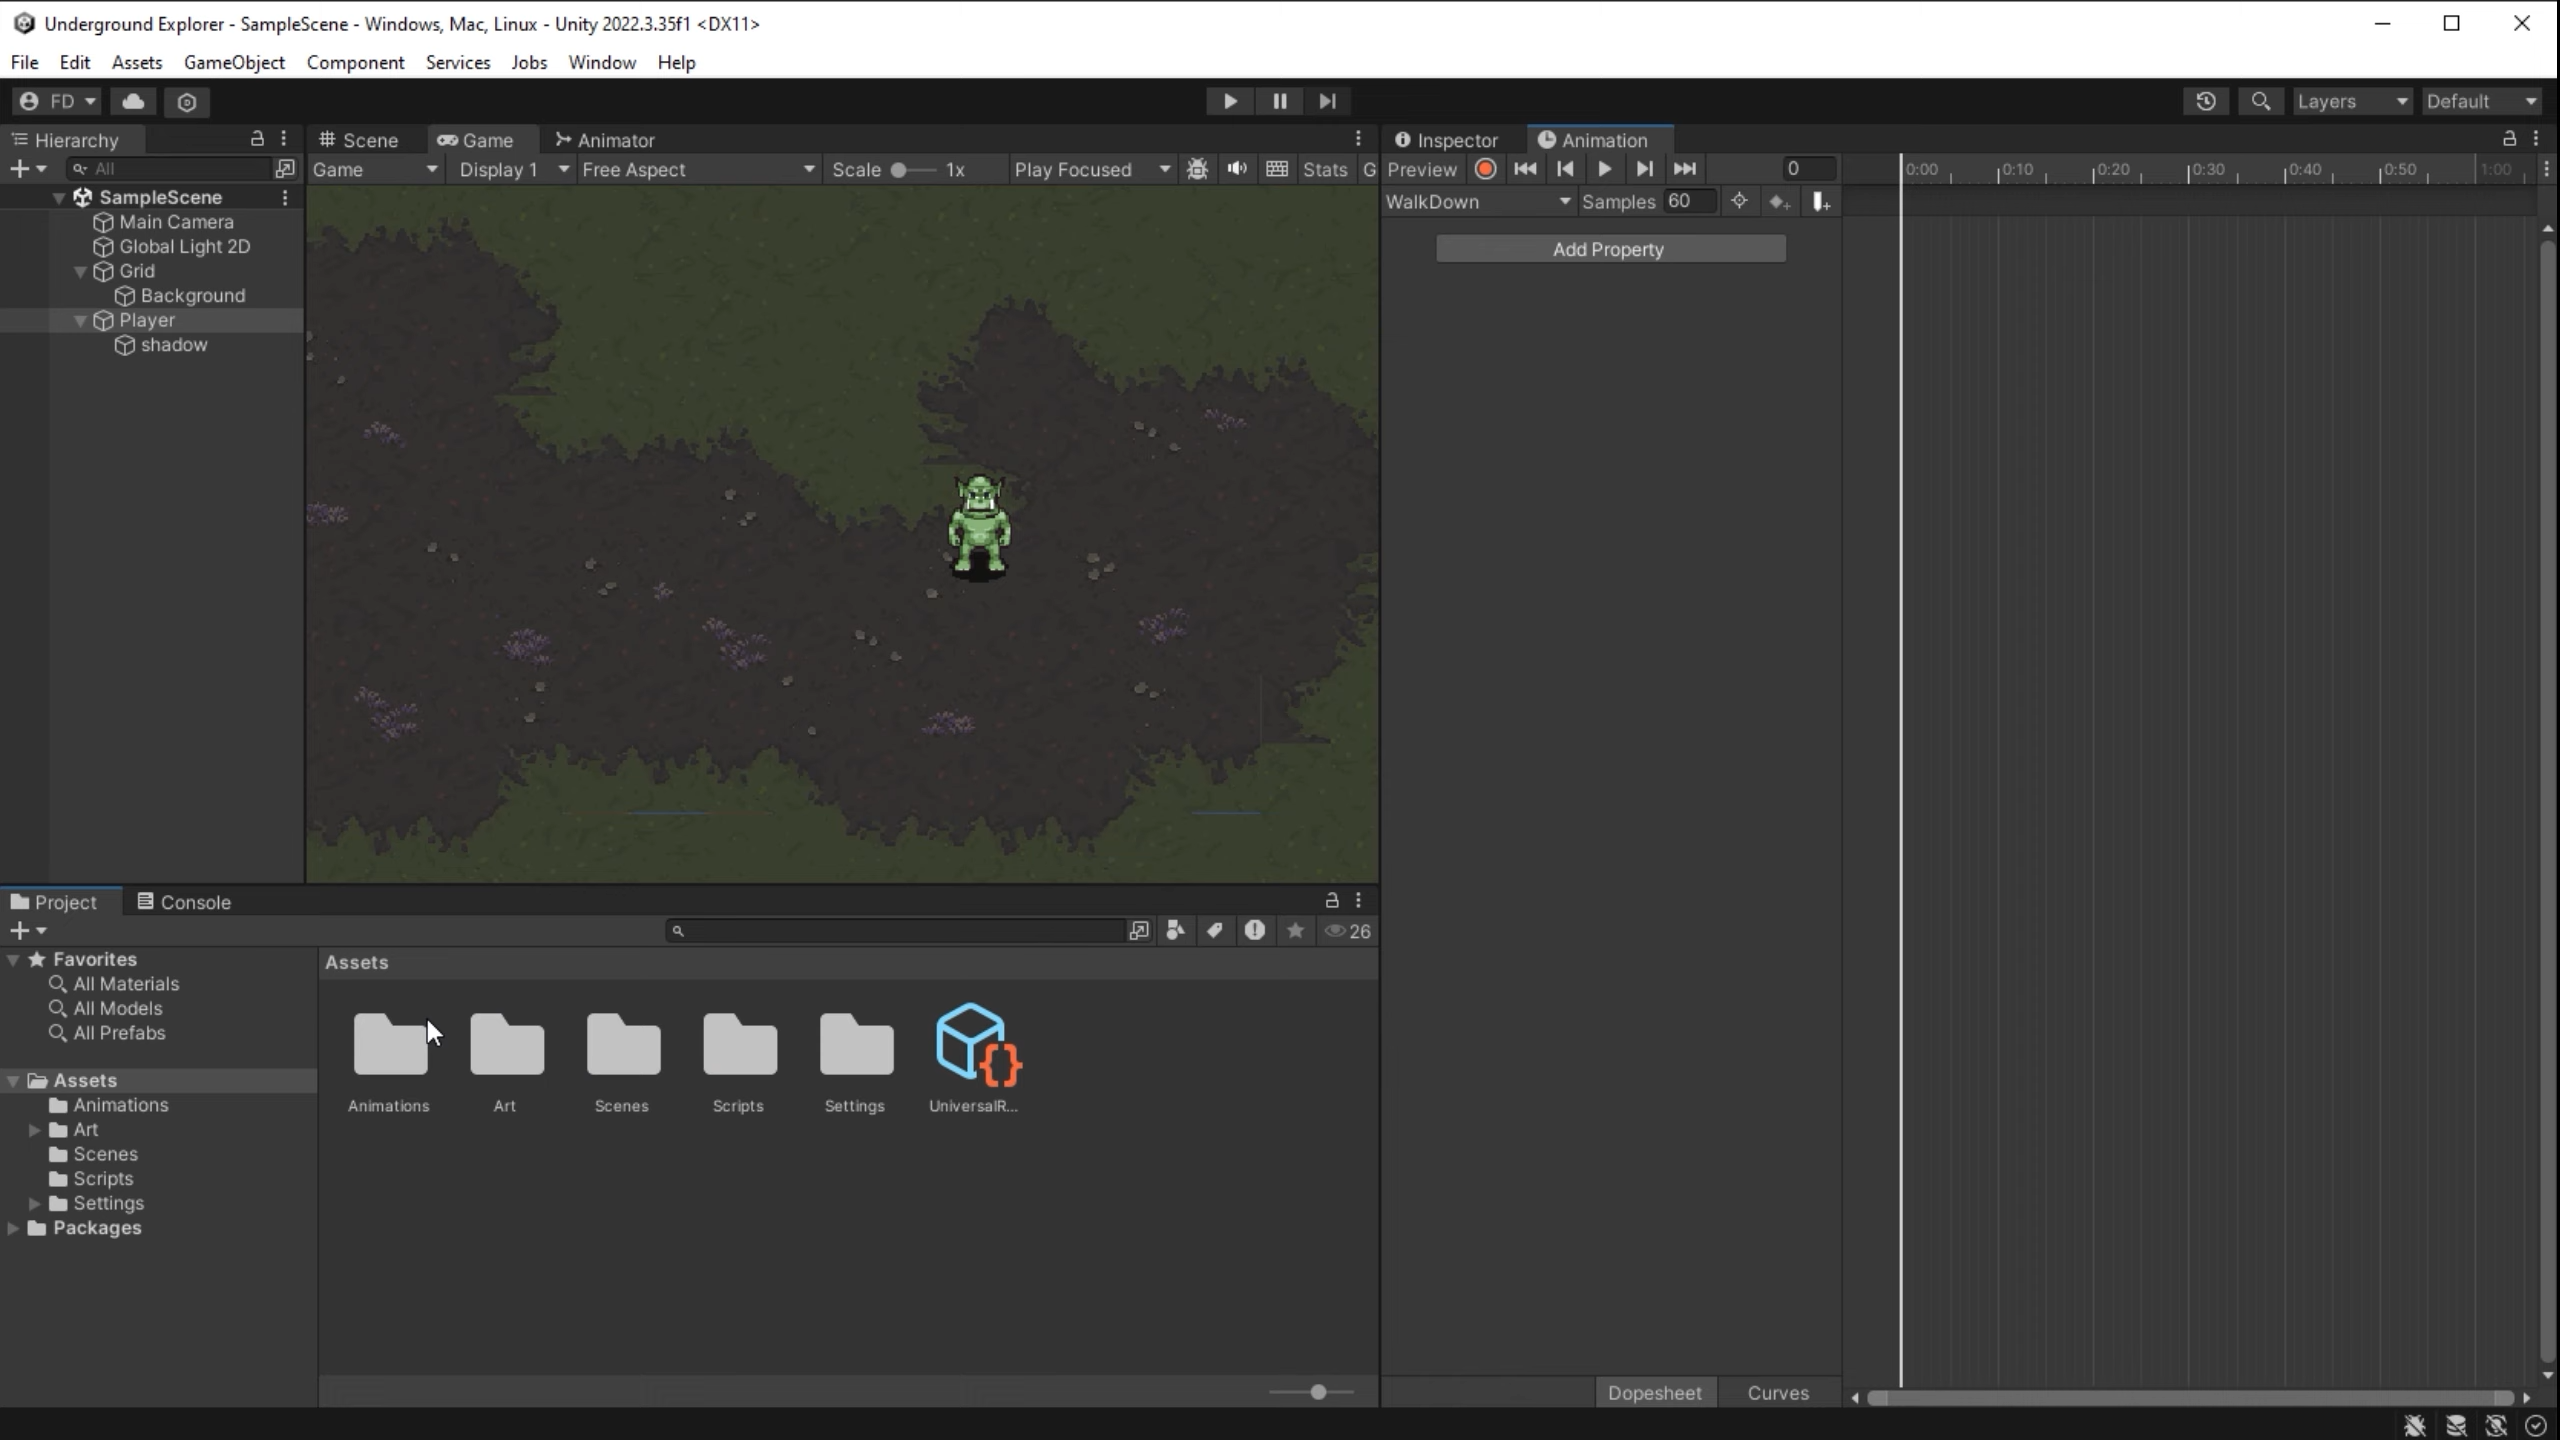 Underground Explorer - SampleScene - Windows, Mac, Linux - Unity 2022.3.35f1 <DX11>
File Edit Assets GameObject Component Services Jobs Window Help
FD Layers Default
Hierarchy
All
SampleScene
Main Camera
Global Light 2D
Grid
Background
Player
shadow
Scene Game Animator
Game Display 1 Free Aspect Scale 1x Play Focused Stats G
Inspector Animation
Preview 0 0:00 0:10 0:20 0:30 0:40 0:50 1:00
WalkDown Samples 60
Add Property
Project Console
26
Favorites
All Materials
All Models
All Prefabs
Assets
Animations
Art
Scenes
Scripts
Settings
Packages
Assets
Animations Art Scenes Scripts Settings UniversalR...
Dopesheet Curves